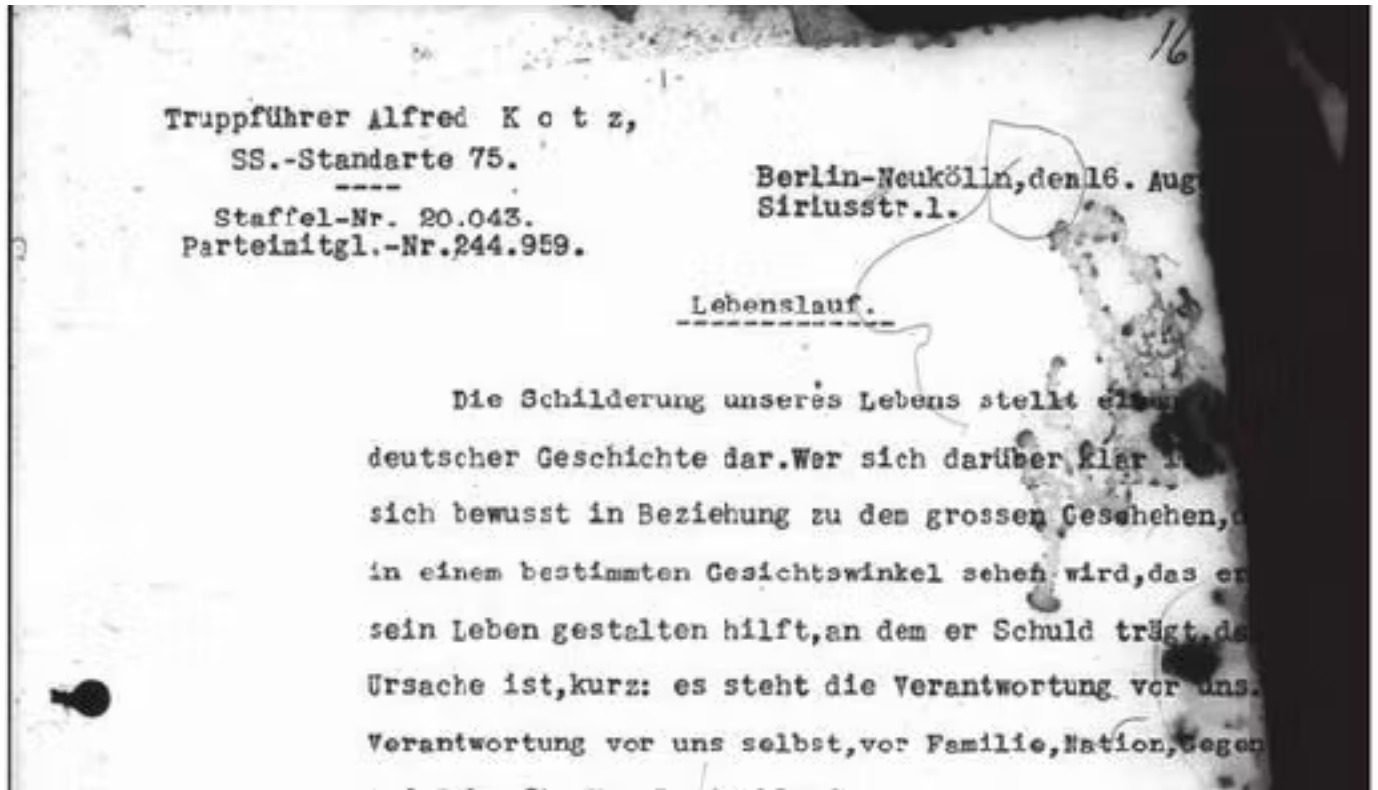 16
Truppführer Alfred K o t z,
SS.-Standarte 75.
----
Staffel-Nr. 20.043.
Parteimitgl.-Nr.244.959.
Berlin-Neukölln,den 16. Aug
Siriusstr.1.
Lebenslauf.
Die Schilderung unseres Lebens stellt
deutscher Geschichte dar.Wer sich darüber klar
sich bewusst in Beziehung zu dem grossen Geschehen,
in einem bestimmten Gesichtswinkel sehen wird,das er
sein Leben gestalten hilft,an dem er Schuld trägt,
Ursache ist,kurz: es steht die Verantwortung vor uns.
Verantwortung vor uns selbst,vor Familie,Nation,Gegen